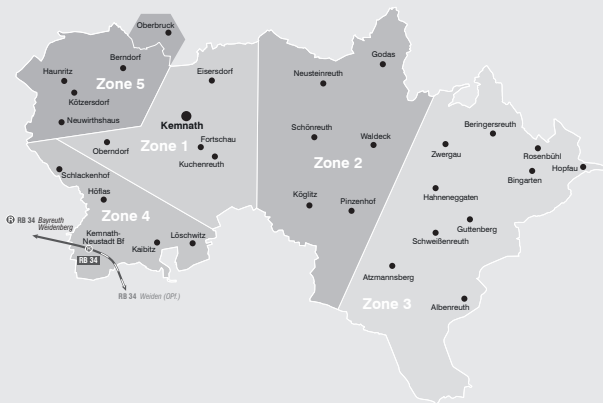 Oberbruck
Berndorf
Haunritz
Zone 5
Kötzersdorf
Neuwirthshaus
Eisersdorf
Kemnath
Fortschau
Zone 1
Oberndorf
Kuchenreuth
Godas
Neusteinreuth
Schönreuth
Waldeck
Zone 2
Köglitz
Pinzenhof
Beringersreuth
Zwergau
Rosenbühl
Hopfau
Bingarten
Hahneneggaten
Guttenberg
Schweißenreuth
Atzmannsberg
Zone 3
Albenreuth
Schlackenhof
Höflas
Zone 4
Kemnath-
Neustadt Bf
Kaibitz
Löschwitz
RB 34 Bayreuth
Weidenberg
RB 34
RB 34 Weiden (OPf.)